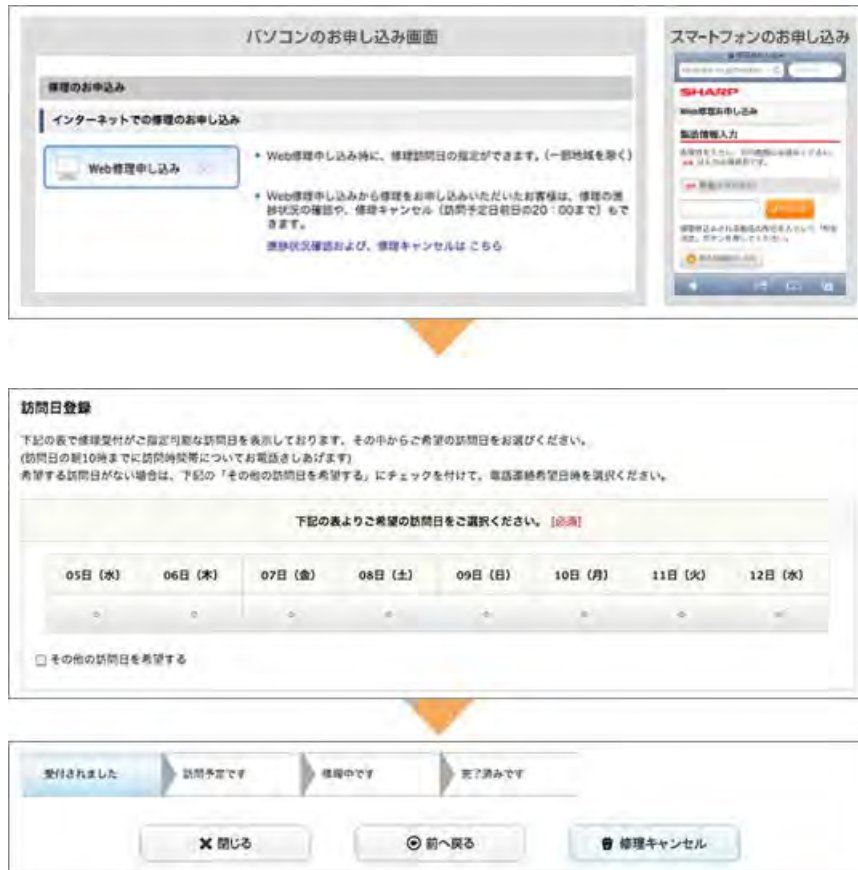 パソコンのお申し込み画面
修理のお申込み
インターネットでの修理のお申し込み
Web修理申し込み
• Web修理申し込み時に、修理訪問日の指定ができます。(一部地域を除く)
• Web修理申し込みから修理をお申し込みいただいたお客様は、修理の進
捗状況の確認や、修理キャンセル（訪問予定日前日の20：00まで）もで
きます。
進捗状況確認および、修理キャンセルは こちら
スマートフォンのお申し込み
SHARP
Web修理お申し込み
製品情報入力
訪問日登録
下記の表で修理受付がご指定可能な訪問日を表示しております。その中からご希望の訪問日をお選びください。
(訪問日の朝10時までに訪問時間帯についてお電話さしあげます)
希望する訪問日がない場合は、下記の「その他の訪問日を希望する」にチェックを付けて、電話連絡希望日時を選択ください。
下記の表よりご希望の訪問日をご選択ください。 [必須]
05日（水） 06日（木） 07日（金） 08日（土） 09日（日） 10日（月） 11日（火） 12日（水）
その他の訪問日を希望する
受付されました 訪問予定です 修理中です 完了済みです
閉じる 前へ戻る 修理キャンセル